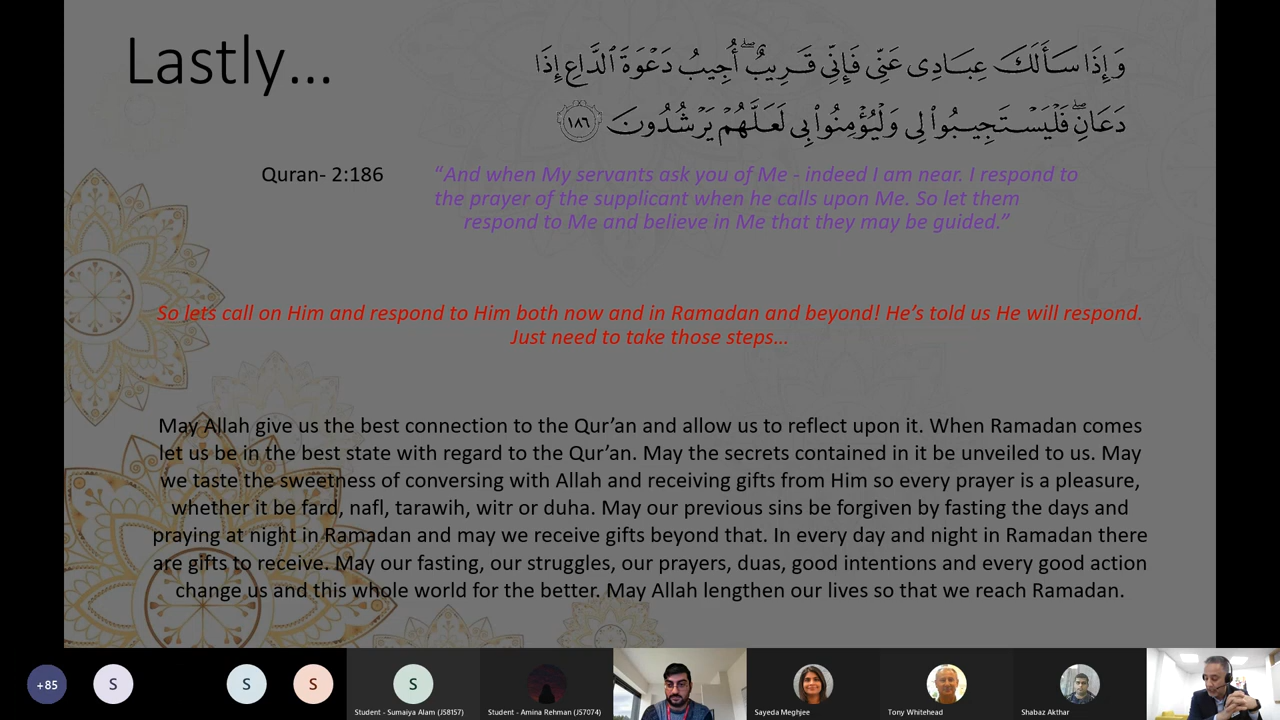 Lastly…
وَإِذَا سَأَلَكَ عِبَادِى عَنِّى فَإِنِّى قَرِيبٌ ۖ أُجِيبُ دَعْوَةَ ٱلدَّاعِ إِذَا
دَعَانِ ۖ فَلْيَسْتَجِيبُوا۟ لِى وَلْيُؤْمِنُوا۟ بِى لَعَلَّهُمْ يَرْشُدُونَ ١٨٦
Quran- 2:186
“And when My servants ask you of Me - indeed I am near. I respond to
the prayer of the supplicant when he calls upon Me. So let them
respond to Me and believe in Me that they may be guided.”
So lets call on Him and respond to Him both now and in Ramadan and beyond! He’s told us He will respond.
Just need to take those steps…
May Allah give us the best connection to the Qur’an and allow us to reflect upon it. When Ramadan comes
let us be in the best state with regard to the Qur’an. May the secrets contained in it be unveiled to us. May
we taste the sweetness of conversing with Allah and receiving gifts from Him so every prayer is a pleasure,
whether it be fard, nafl, tarawih, witr or duha. May our previous sins be forgiven by fasting the days and
praying at night in Ramadan and may we receive gifts beyond that. In every day and night in Ramadan there
are gifts to receive. May our fasting, our struggles, our prayers, duas, good intentions and every good action
change us and this whole world for the better. May Allah lengthen our lives so that we reach Ramadan.
+85
S
S
S
S
Student - Sumaiya Alam (JS8157)
Student - Amina Rehman (JS7074)
Sayeda Meghjee
Tony Whitehead
Shabaz Akthar